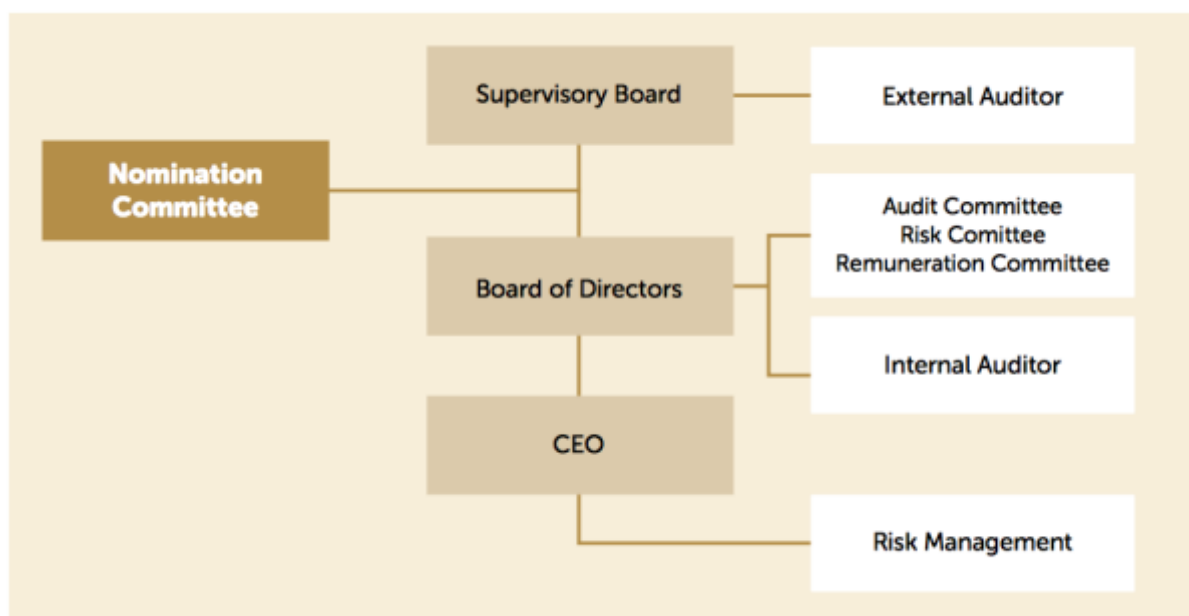 Supervisory Board
External Auditor
Nomination
Committee
Audit Committee
Risk Comittee
Remuneration Committee
Board of Directors
Internal Auditor
CEO
Risk Management